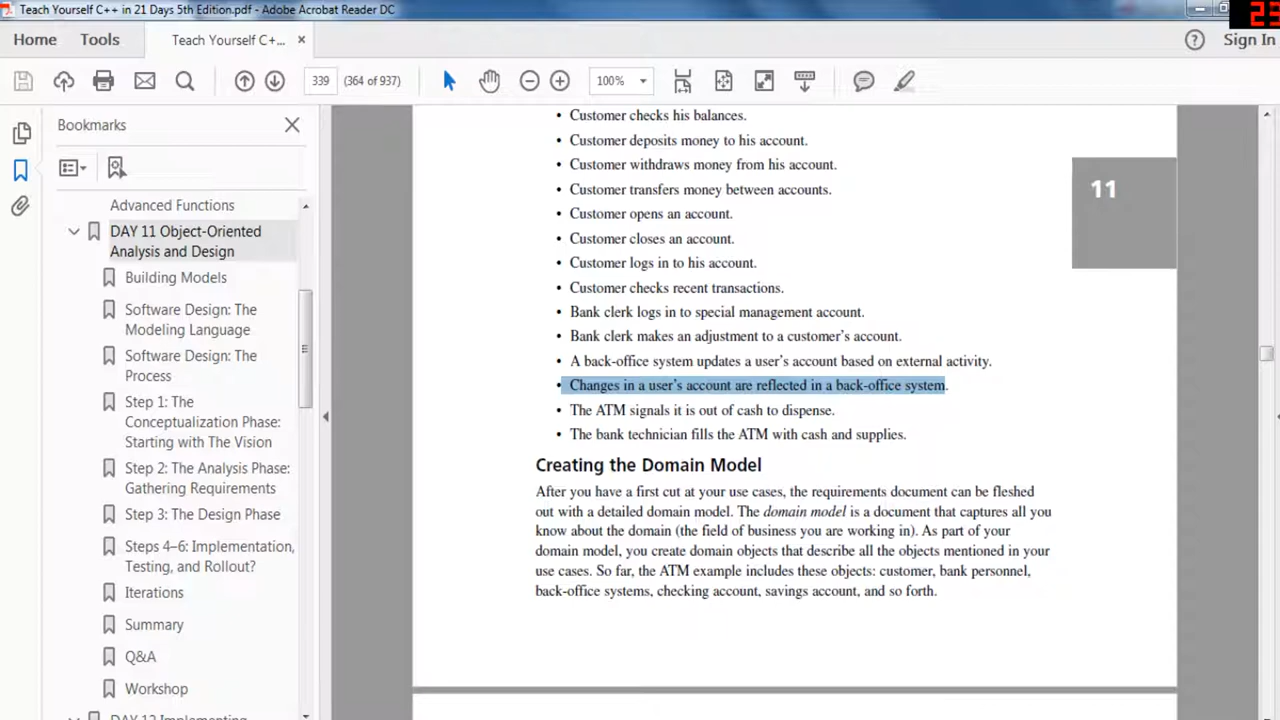 Teach Yourself C++ in 21 Days 5th Edition.pdf - Adobe Acrobat Reader DC
23
Home Tools Teach Yourself C++... × Sign In
339 (364 of 937) 100%
Bookmarks
Advanced Functions
DAY 11 Object-Oriented
Analysis and Design
Building Models
Software Design: The
Modeling Language
Software Design: The
Process
Step 1: The
Conceptualization Phase:
Starting with The Vision
Step 2: The Analysis Phase:
Gathering Requirements
Step 3: The Design Phase
Steps 4–6: Implementation,
Testing, and Rollout?
Iterations
Summary
Q&A
Workshop
DAY 12 Implementing
• Customer checks his balances.
• Customer deposits money to his account.
• Customer withdraws money from his account.
• Customer transfers money between accounts.
• Customer opens an account.
• Customer closes an account.
• Customer logs in to his account.
• Customer checks recent transactions.
• Bank clerk logs in to special management account.
• Bank clerk makes an adjustment to a customer's account.
• A back-office system updates a user's account based on external activity.
• Changes in a user's account are reflected in a back-office system.
• The ATM signals it is out of cash to dispense.
• The bank technician fills the ATM with cash and supplies.
11
Creating the Domain Model
After you have a first cut at your use cases, the requirements document can be fleshed
out with a detailed domain model. The domain model is a document that captures all you
know about the domain (the field of business you are working in). As part of your
domain model, you create domain objects that describe all the objects mentioned in your
use cases. So far, the ATM example includes these objects: customer, bank personnel,
back-office systems, checking account, savings account, and so forth.